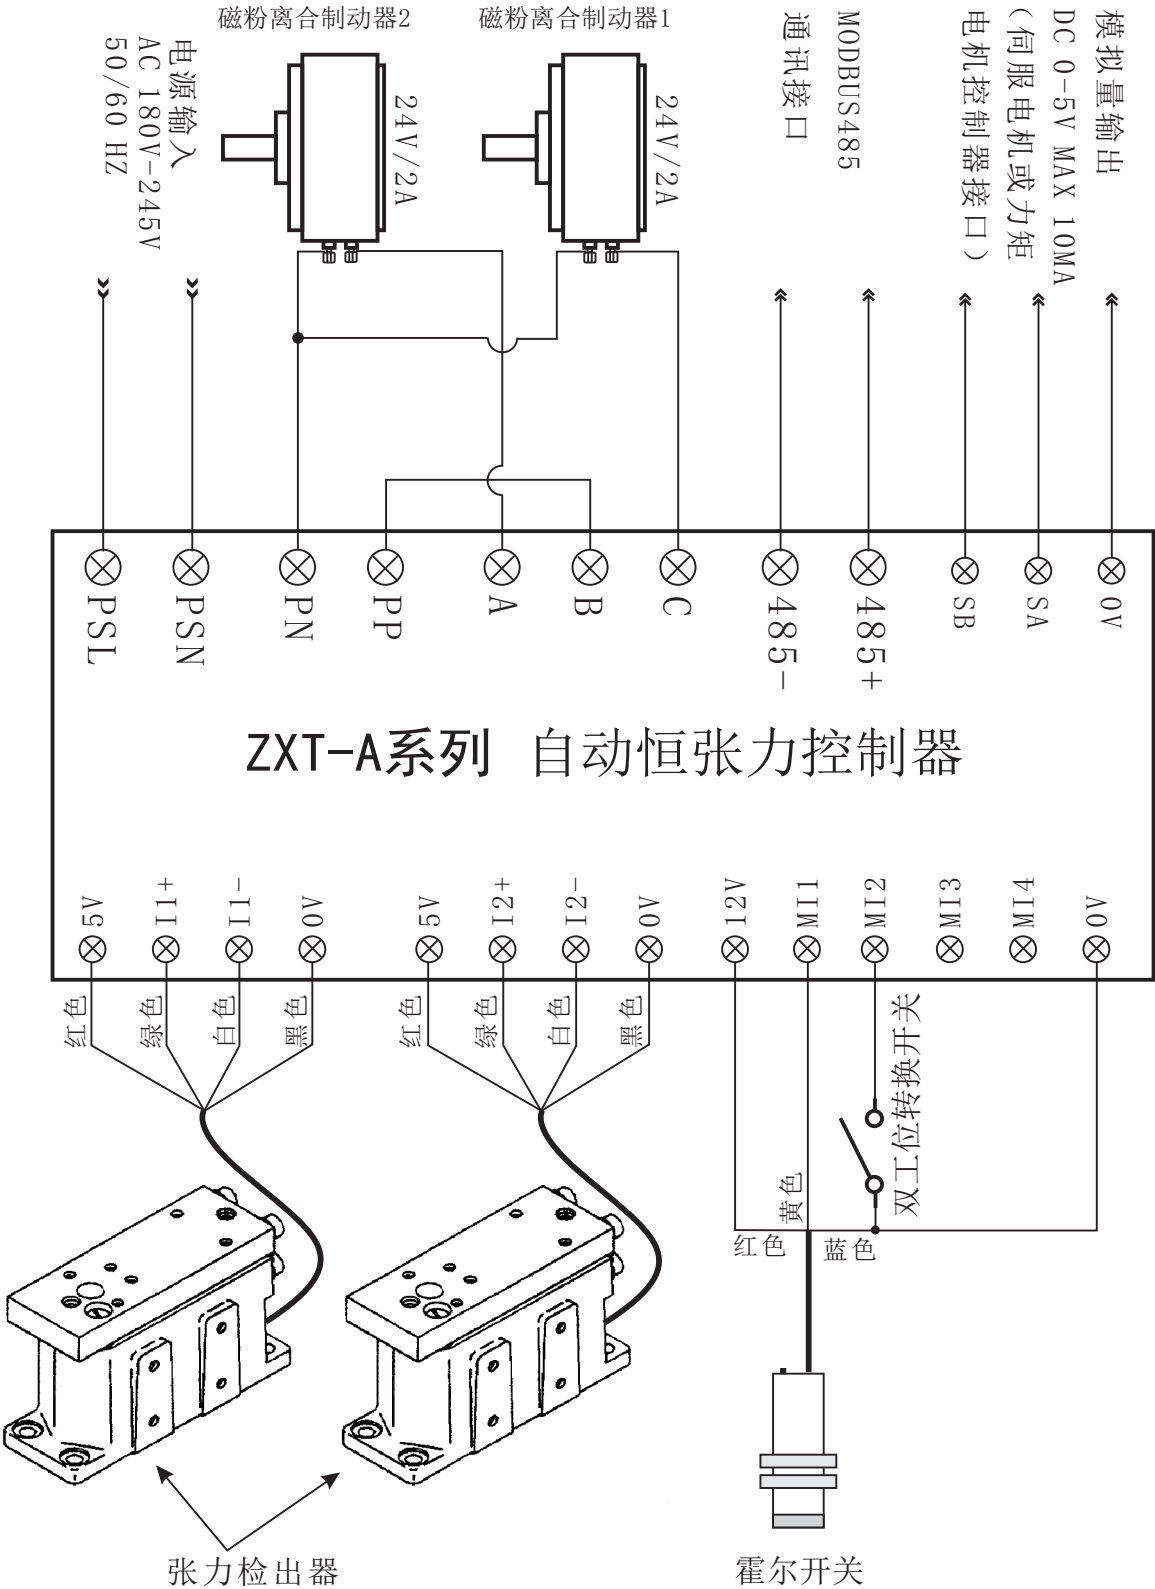 磁粉离合制动器2
磁粉离合制动器1
电源输入
AC 180V-245V
50/60 HZ
24V/2A
24V/2A
MODBUS485
通讯接口
模拟量输出
DC 0-5V MAX 10MA
(伺服电机或力矩
电机控制器接口)
PSL
PSN
PN
PP
A
B
C
485-
485+
SB
SA
0V
ZXT-A系列 自动恒张力控制器
5V
I1+
I1-
0V
5V
I2+
I2-
0V
12V
MI1
MI2
MI3
MI4
0V
红色
绿色
白色
黑色
红色
绿色
白色
黑色
双工位转换开关
黄色
红色
蓝色
张力检出器
霍尔开关